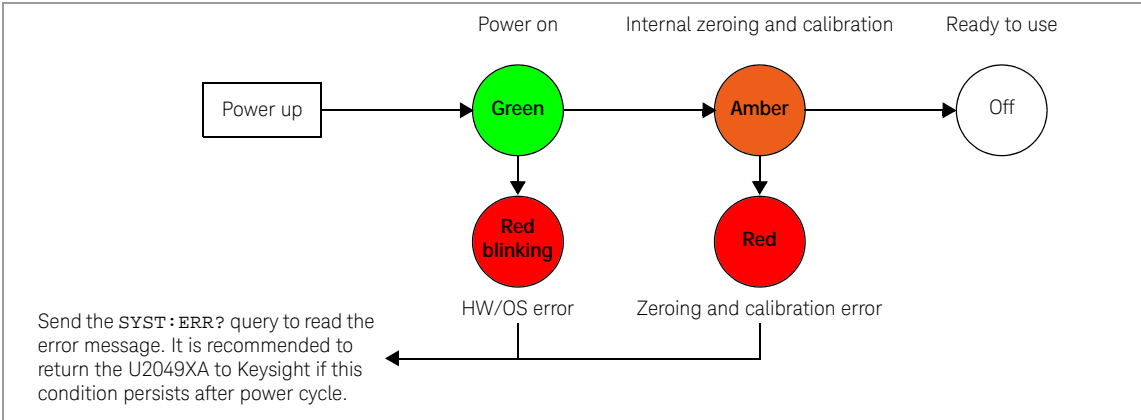 Power on
Internal zeroing and calibration
Ready to use
Power up
Green
Amber
Off
Red
blinking
Red
HW/OS error
Zeroing and calibration error
Send the SYST:ERR? query to read the
error message. It is recommended to
return the U2049XA to Keysight if this
condition persists after power cycle.